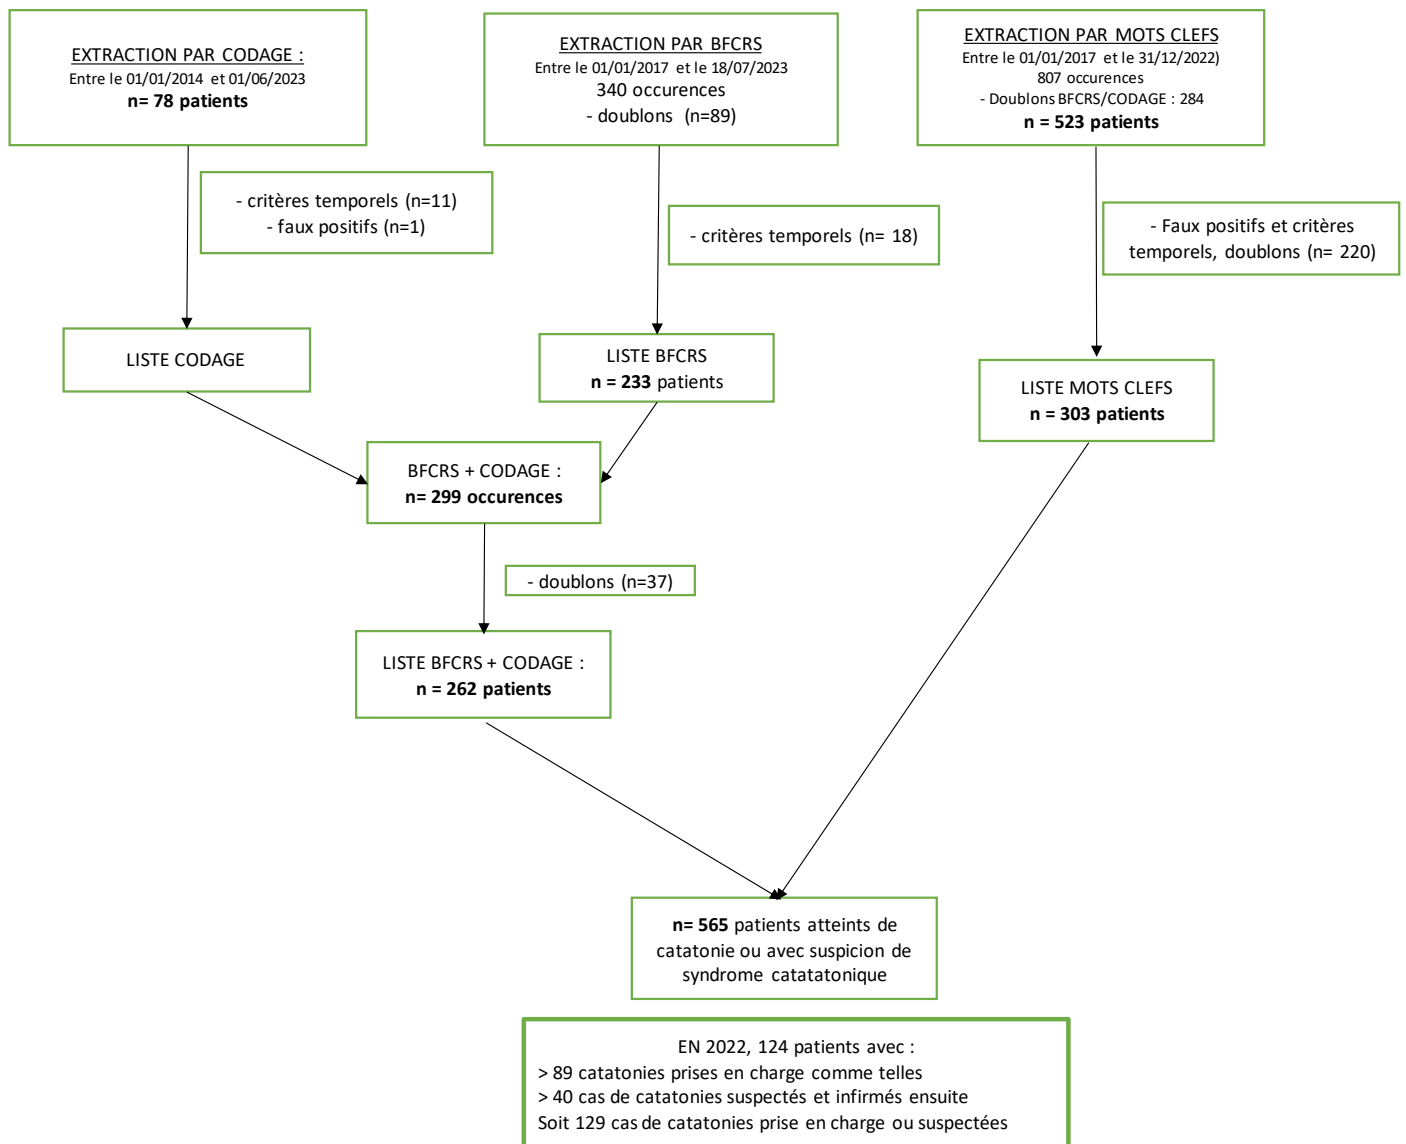 EXTRACTION PAR CODAGE :
Entre le 01/01/2014 et 01/06/2023
n= 78 patients
EXTRACTION PAR BFCRS
Entre le 01/01/2017 et le 18/07/2023
340 occurences
- doublons (n=89)
EXTRACTION PAR MOTS CLEFS
Entre le 01/01/2017 et le 31/12/2022)
807 occurences
- Doublons BFCRS/CODAGE : 284
n = 523 patients
- critères temporels (n=11)
- faux positifs (n=1)
- critères temporels (n= 18)
- Faux positifs et critères
temporels, doublons (n= 220)
LISTE CODAGE
LISTE BFCRS
n = 233 patients
LISTE MOTS CLEFS
n = 303 patients
BFCRS + CODAGE :
n= 299 occurences
- doublons (n=37)
LISTE BFCRS + CODAGE :
n = 262 patients
n= 565 patients atteints de
catatonie ou avec suspicion de
syndrome catatatonique
EN 2022, 124 patients avec :
> 89 catatonies prises en charge comme telles
> 40 cas de catatonies suspectés et infirmés ensuite
Soit 129 cas de catatonies prise en charge ou suspectées